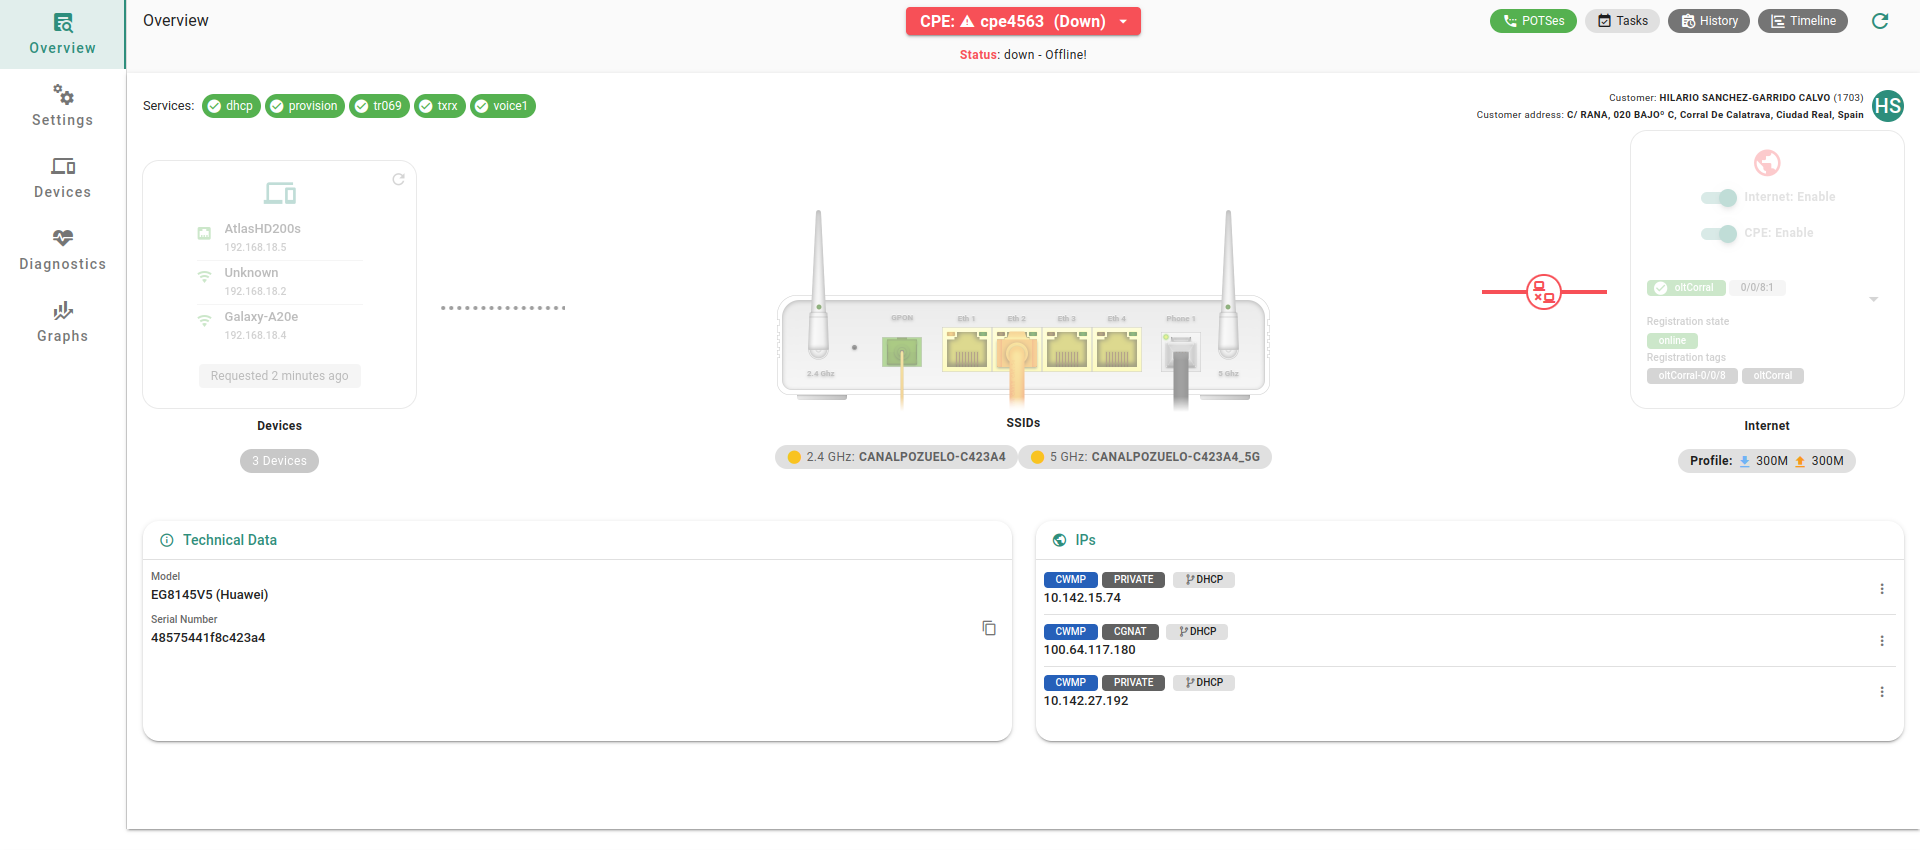 Overview
Settings
Devices
Diagnostics
Graphs
Overview
CPE: cpe4563 (Down)
Status: down - Offline!
POTSes
Tasks
History
Timeline
Services: dhcp provision tr069 txrx voice1
Customer: HILARIO SANCHEZ-GARRIDO CALVO (1703)
Customer address: C/ RANA, 020 BAJOº C, Corral De Calatrava, Ciudad Real, Spain
HS
AtlasHD200s
192.168.18.5
Unknown
192.168.18.2
Galaxy-A20e
192.168.18.4
Requested 2 minutes ago
Devices
3 Devices
GPON Eth 1 Eth 2 Eth 3 Eth 4 Phone 1
2.4 Ghz 5 Ghz
SSIDs
2.4 GHz: CANALPOZUELO-C423A4
5 GHz: CANALPOZUELO-C423A4_5G
Internet: Enable
CPE: Enable
oltCorral 0/0/8:1
Registration state
online
Registration tags
oltCorral-0/0/8 oltCorral
Internet
Profile: 300M 300M
Technical Data
Model
EG8145V5 (Huawei)
Serial Number
48575441f8c423a4
IPs
CWMP PRIVATE DHCP
10.142.15.74
CWMP CGNAT DHCP
100.64.117.180
CWMP PRIVATE DHCP
10.142.27.192